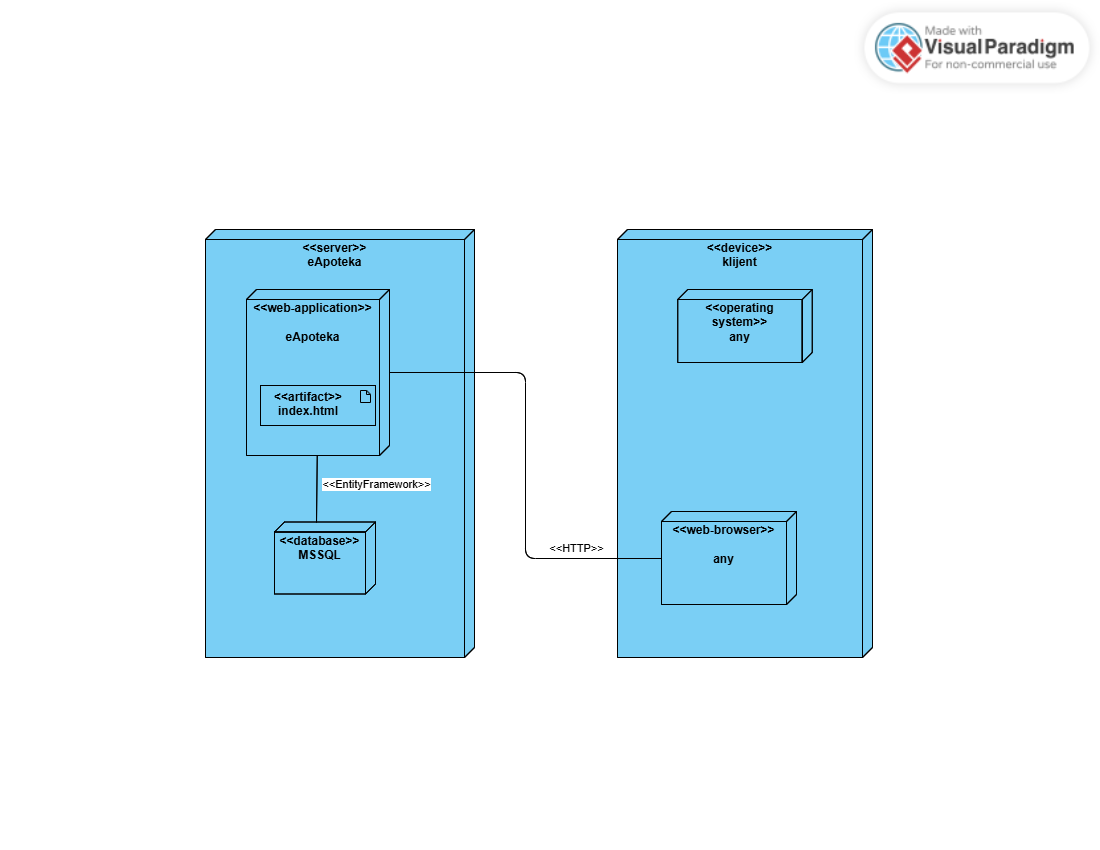 Made with
Visual Paradigm
For non-commercial use
<<server>>
eApoteka
<<web-application>>
eApoteka
<<artifact>>
index.html
<<EntityFramework>>
<<database>>
MSSQL
<<HTTP>>
<<device>>
klijent
<<operating
system>>
any
<<web-browser>>
any